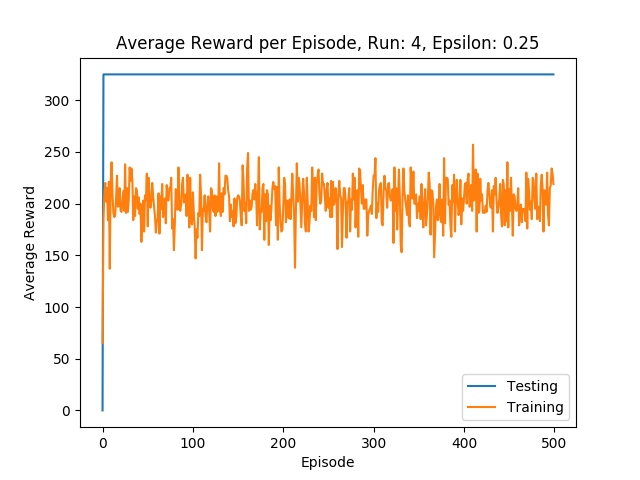 Average Reward per Episode, Run: 4, Epsilon: 0.25
300
250
200
150
100
50
0
Average Reward
Testing
Training
0 100 200 300 400 500
Episode